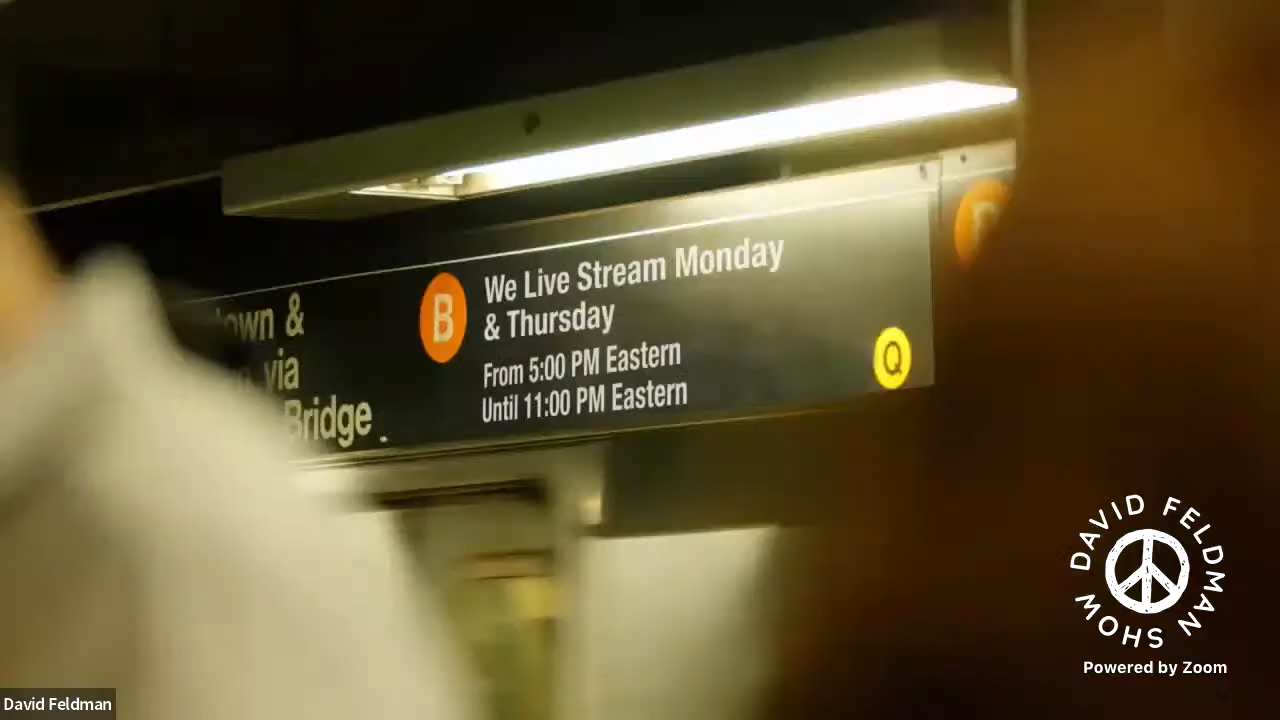 &
via
Bridge
B
We Live Stream Monday
& Thursday
From 5:00 PM Eastern
Until 11:00 PM Eastern
Q
DAVID FELDMAN SHOW
Powered by Zoom
David Feldman